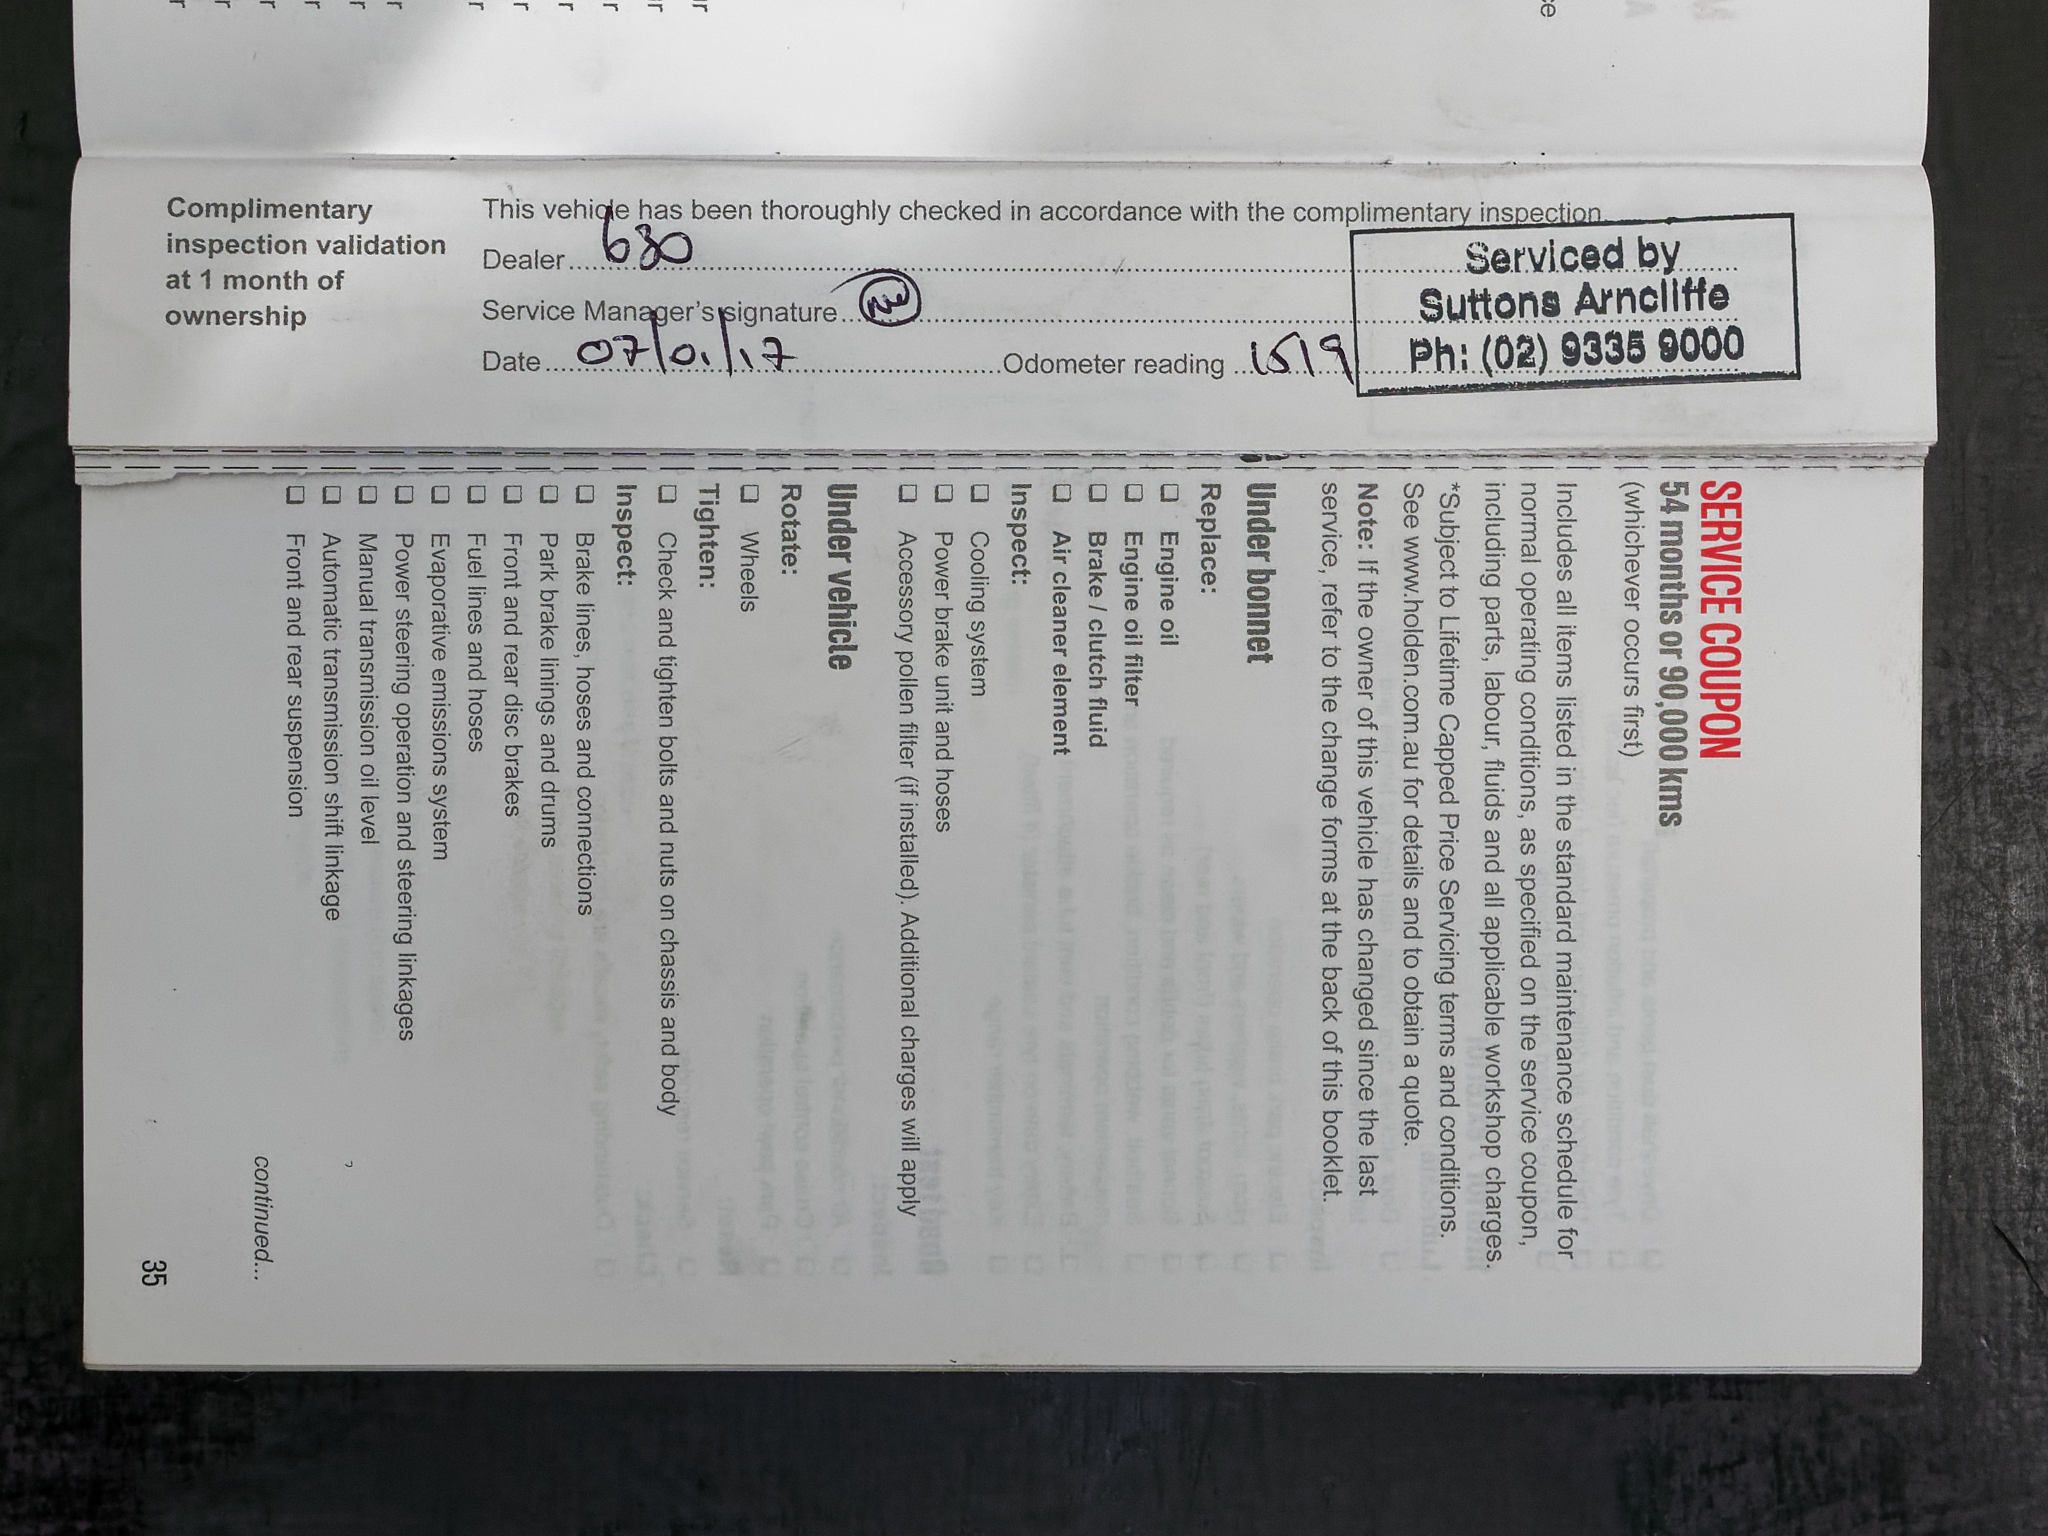 Complimentary
inspection validation
at 1 month of
ownership
This vehicle has been thoroughly checked in accordance with the complimentary inspection
Dealer 630
Service Manager's signature
Date 07/01/17 Odometer reading 1519
Serviced by
Suttons Arncliffe
Ph: (02) 9335 9000
SERVICE COUPON
54 months or 90,000 kms
(whichever occurs first)
Includes all items listed in the standard maintenance schedule for
normal operating conditions, as specified on the service coupon,
including parts, labour, fluids and all applicable workshop charges.
*Subject to Lifetime Capped Price Servicing terms and conditions.
See www.holden.com.au for details and to obtain a quote.
Note: If the owner of this vehicle has changed since the last
service, refer to the change forms at the back of this booklet.
Under bonnet
Replace:
❑ Engine oil
❑ Engine oil filter
❑ Brake / clutch fluid
❑ Air cleaner element
Inspect:
❑ Cooling system
❑ Power brake unit and hoses
❑ Accessory pollen filter (if installed). Additional charges will apply
Under vehicle
Rotate:
❑ Wheels
Tighten:
❑ Check and tighten bolts and nuts on chassis and body
Inspect:
❑ Brake lines, hoses and connections
❑ Park brake linings and drums
❑ Front and rear disc brakes
❑ Fuel lines and hoses
❑ Evaporative emissions system
❑ Power steering operation and steering linkages
❑ Manual transmission oil level
❑ Automatic transmission shift linkage
❑ Front and rear suspension
continued...
35